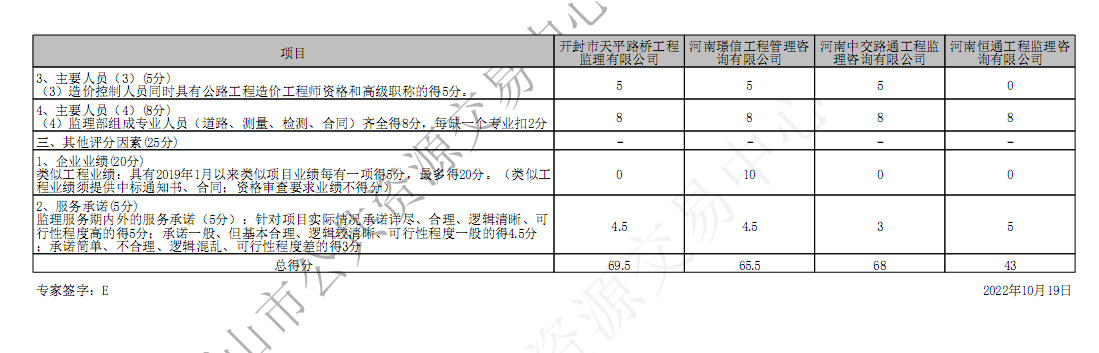 项目
开封市天平路桥工程
监理有限公司
河南璟信工程管理咨
询有限公司
河南中交路通工程监
理咨询有限公司
河南恒通工程监理咨
询有限公司
3、主要人员（3）(5分)
（3）造价控制人员同时具有公路工程造价工程师资格和高级职称的得5分。
5 5 5 0
4、主要人员（4）(8分)
（4）监理部组成专业人员（道路、测量、检测、合同）齐全得8分，每缺一个专业扣2分
8 8 8 8
三、其他评分因素(25分)
- - - -
1、企业业绩(20分)
类似工程业绩：具有2019年1月以来类似项目业绩每有一项得5分，最多得20分。（类似工
程业绩须提供中标通知书、合同；资格审查要求业绩不得分）
0 10 0 0
2、服务承诺(5分)
监理服务期内外的服务承诺（5分）：针对项目实际情况承诺详尽、合理、逻辑清晰、可
行性程度高的得5分；承诺一般、但基本合理、逻辑较清晰、可行性程度一般的得4.5分
；承诺简单、不合理、逻辑混乱、可行性程度差的得3分
4.5 4.5 3 5
总得分 69.5 65.5 68 43
专家签字：E
2022年10月19日
山市公共资源交易中心
资源交易中心